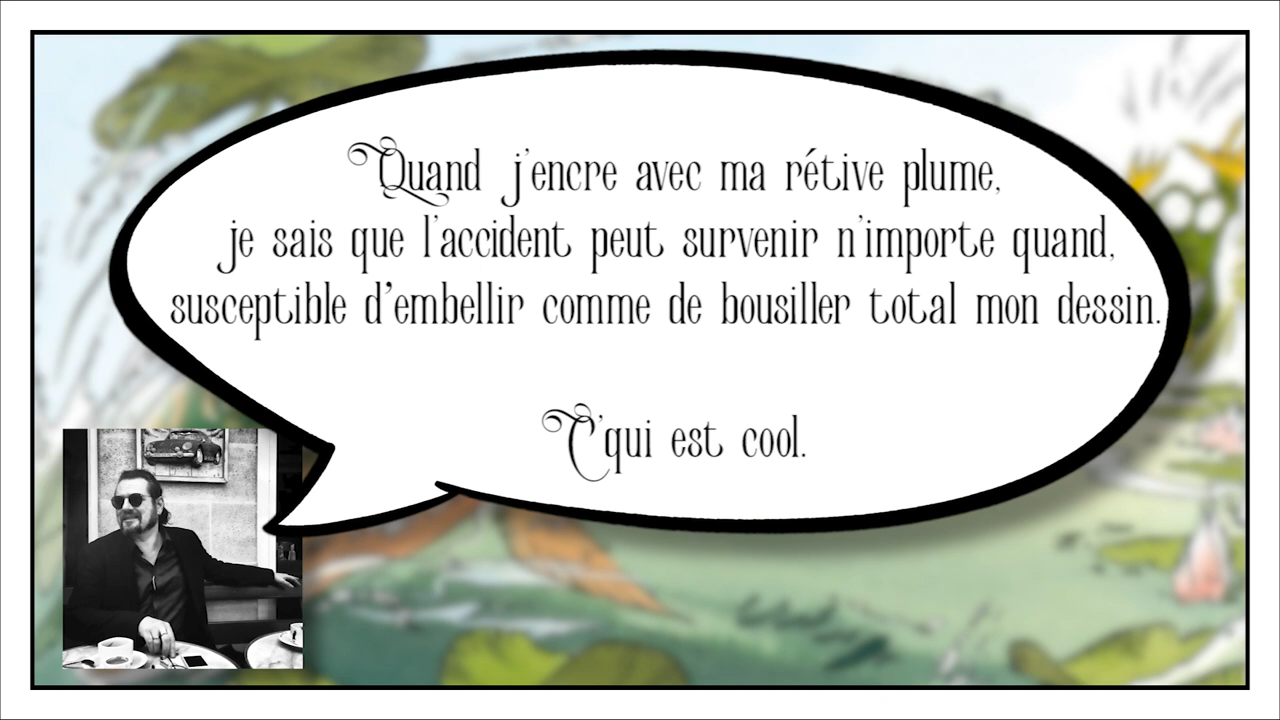 Quand j'encre avec ma rétive plume,
je sais que l'accident peut survenir n'importe quand,
susceptible d'embellir comme de bousiller total mon dessin.
C'qui est cool.